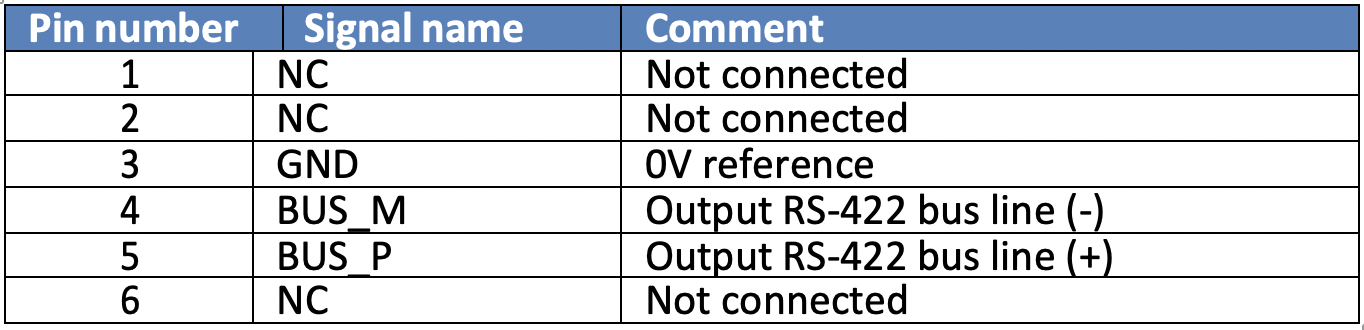 Pin number Signal name Comment
1 NC Not connected
2 NC Not connected
3 GND 0V reference
4 BUS_M Output RS-422 bus line (-)
5 BUS_P Output RS-422 bus line (+)
6 NC Not connected